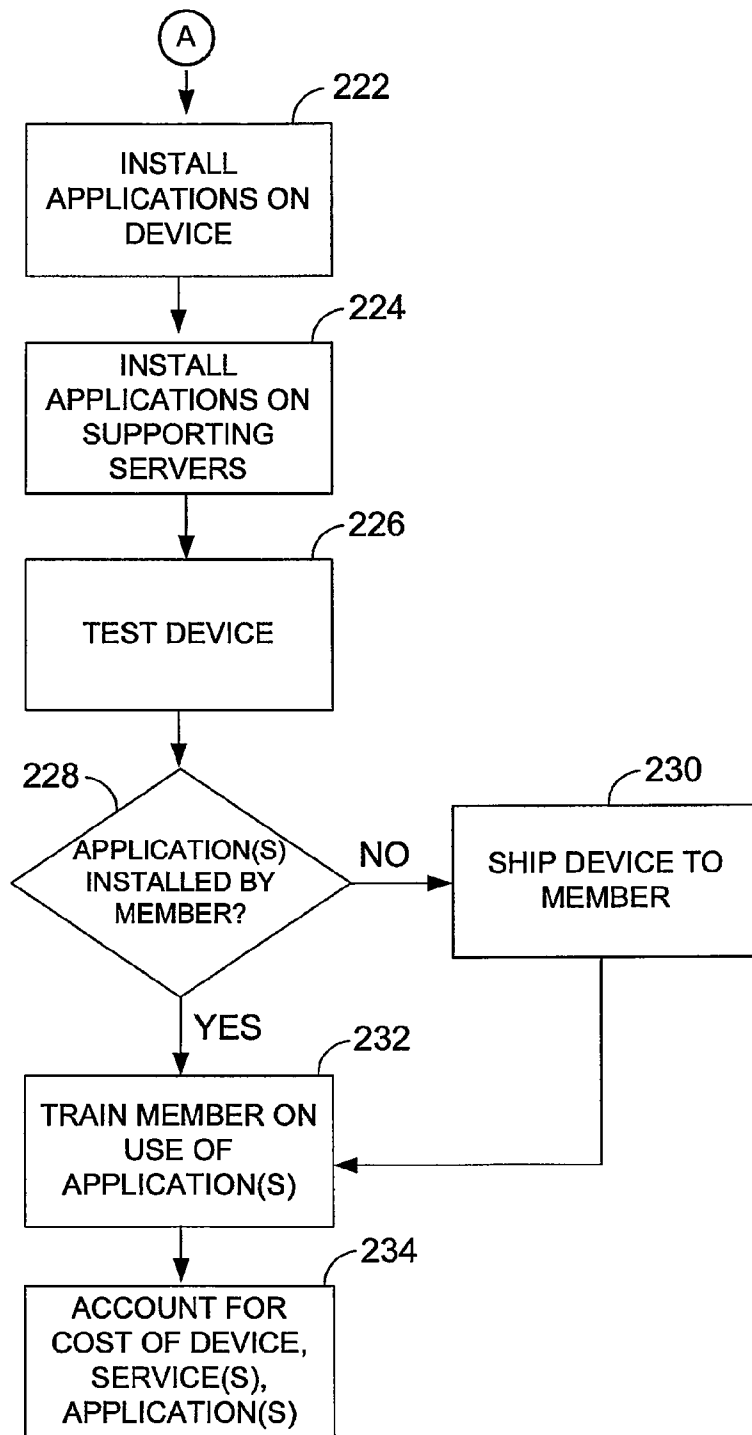 A
222
INSTALL
APPLICATIONS ON
DEVICE
224
INSTALL
APPLICATIONS ON
SUPPORTING
SERVERS
226
TEST DEVICE
228
APPLICATION(S)
INSTALLED BY
MEMBER?
NO
230
SHIP DEVICE TO
MEMBER
YES
232
TRAIN MEMBER ON
USE OF
APPLICATION(S)
234
ACCOUNT FOR
COST OF DEVICE,
SERVICE(S),
APPLICATION(S)